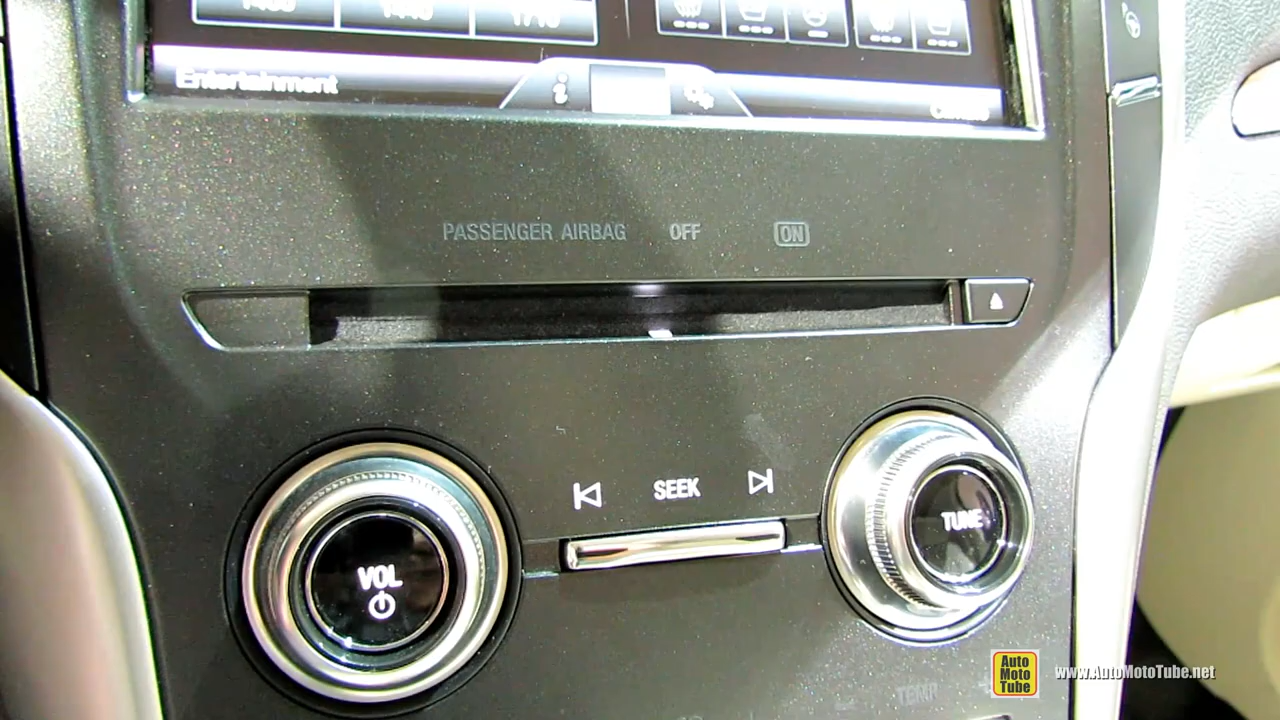 Entertainment i
PASSENGER AIRBAG OFF ON
SEEK
TUNE
VOL
Auto
Moto
Tube
www.AutoMotoTube.net
TEMP